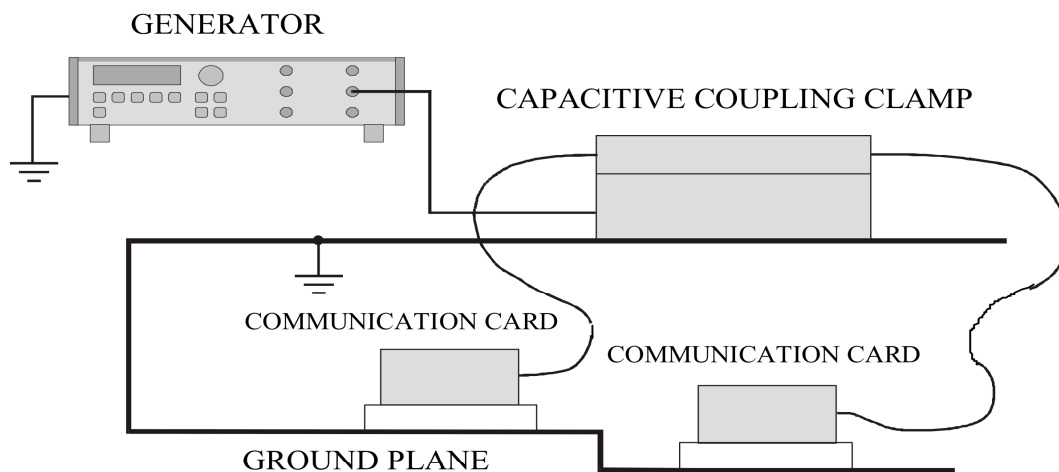 GENERATOR
CAPACITIVE COUPLING CLAMP
COMMUNICATION CARD
COMMUNICATION CARD
GROUND PLANE